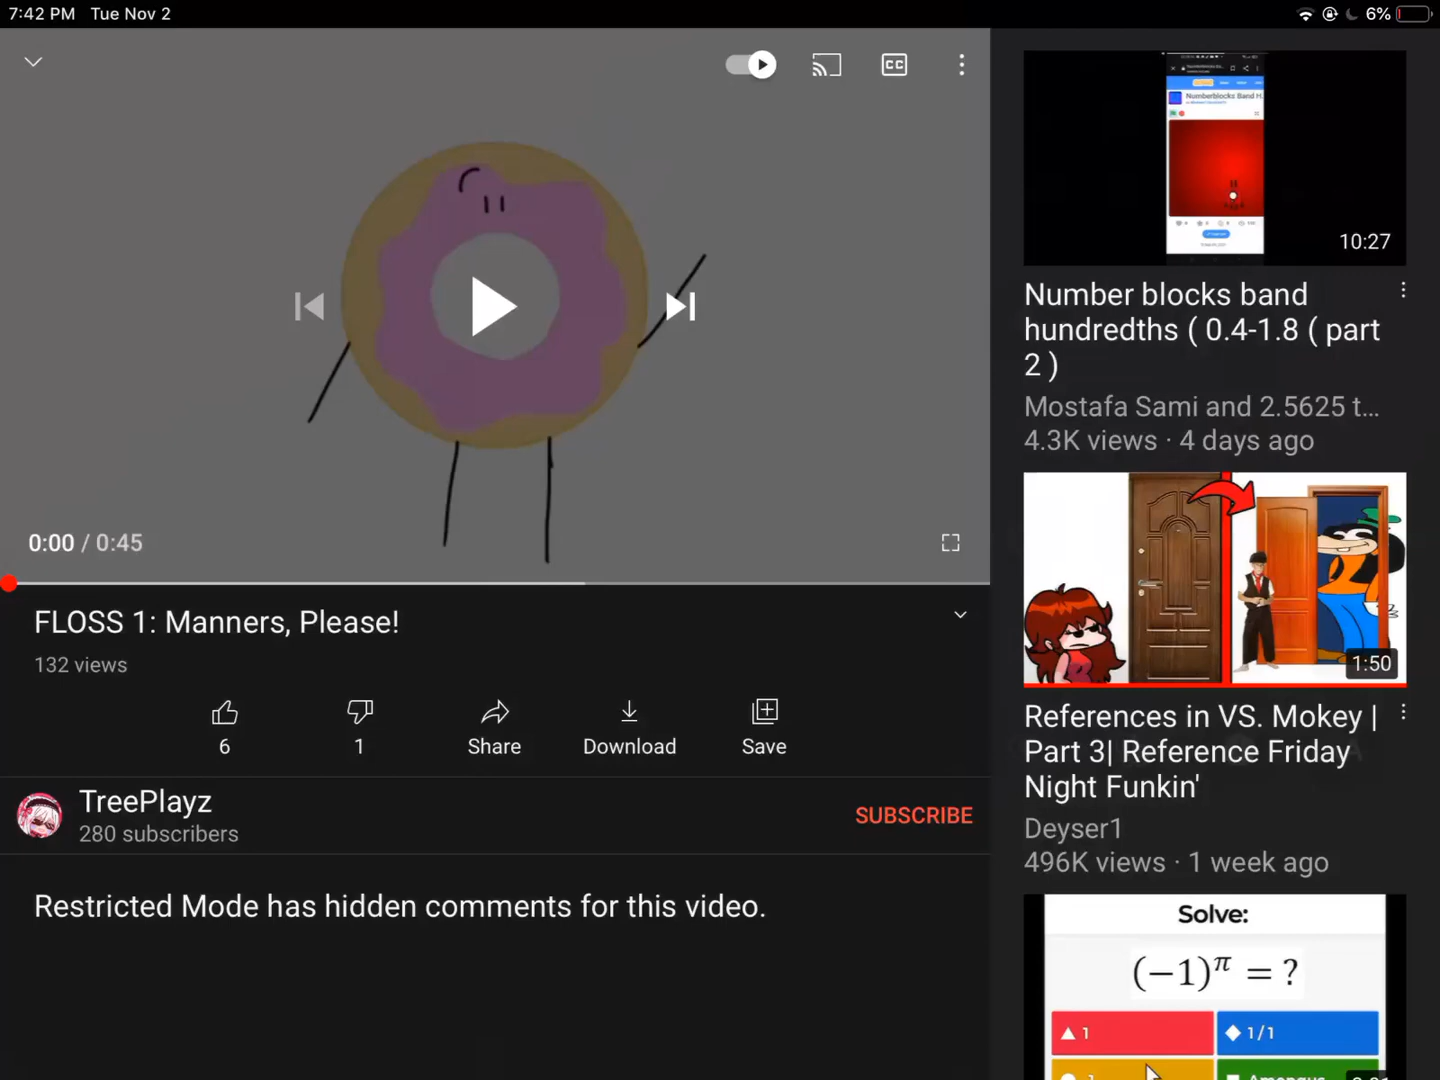 7:42 PM Tue Nov 2
6%
CC
0:00 / 0:45
FLOSS 1: Manners, Please!
132 views
6
1
Share
Download
Save
TreePlayz
280 subscribers
SUBSCRIBE
Restricted Mode has hidden comments for this video.
Numberblocks Band H
10:27
Number blocks band
hundredths ( 0.4-1.8 ( part
2 )
Mostafa Sami and 2.5625 t...
4.3K views · 4 days ago
1:50
References in VS. Mokey |
Part 3| Reference Friday
Night Funkin'
Deyser1
496K views · 1 week ago
Solve:
(−1)^π = ?
1
1/1